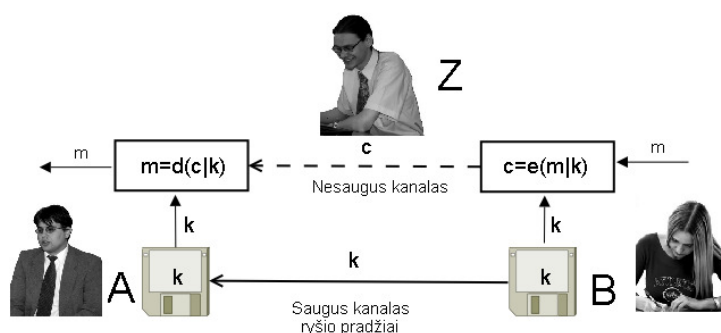 Z
c
m
m=d(c|k)
c=e(m|k)
m
Nesaugus kanalas
k
k
A
k
k
k
B
Saugus kanalas
ryšio pradžiai